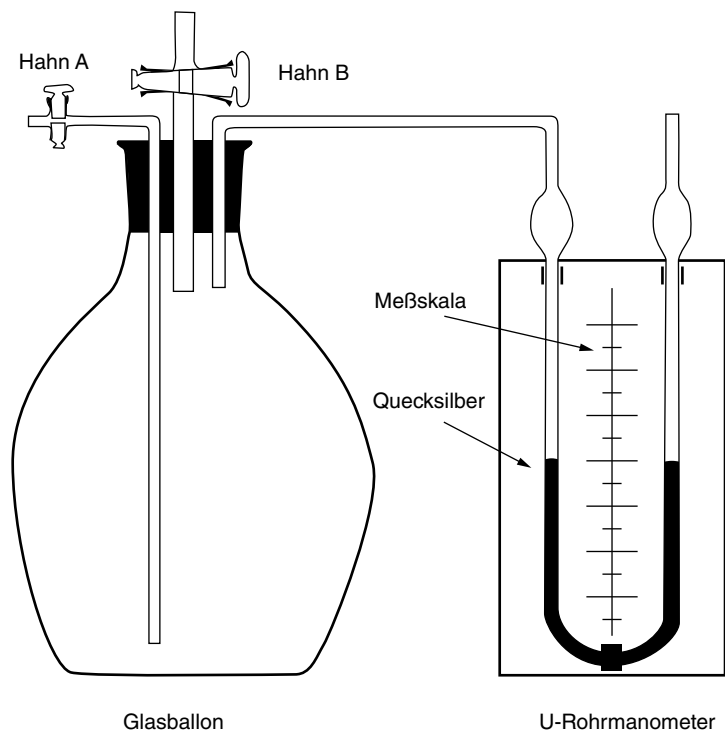 Hahn A
Hahn B
Meßskala
Quecksilber
Glasballon
U-Rohrmanometer